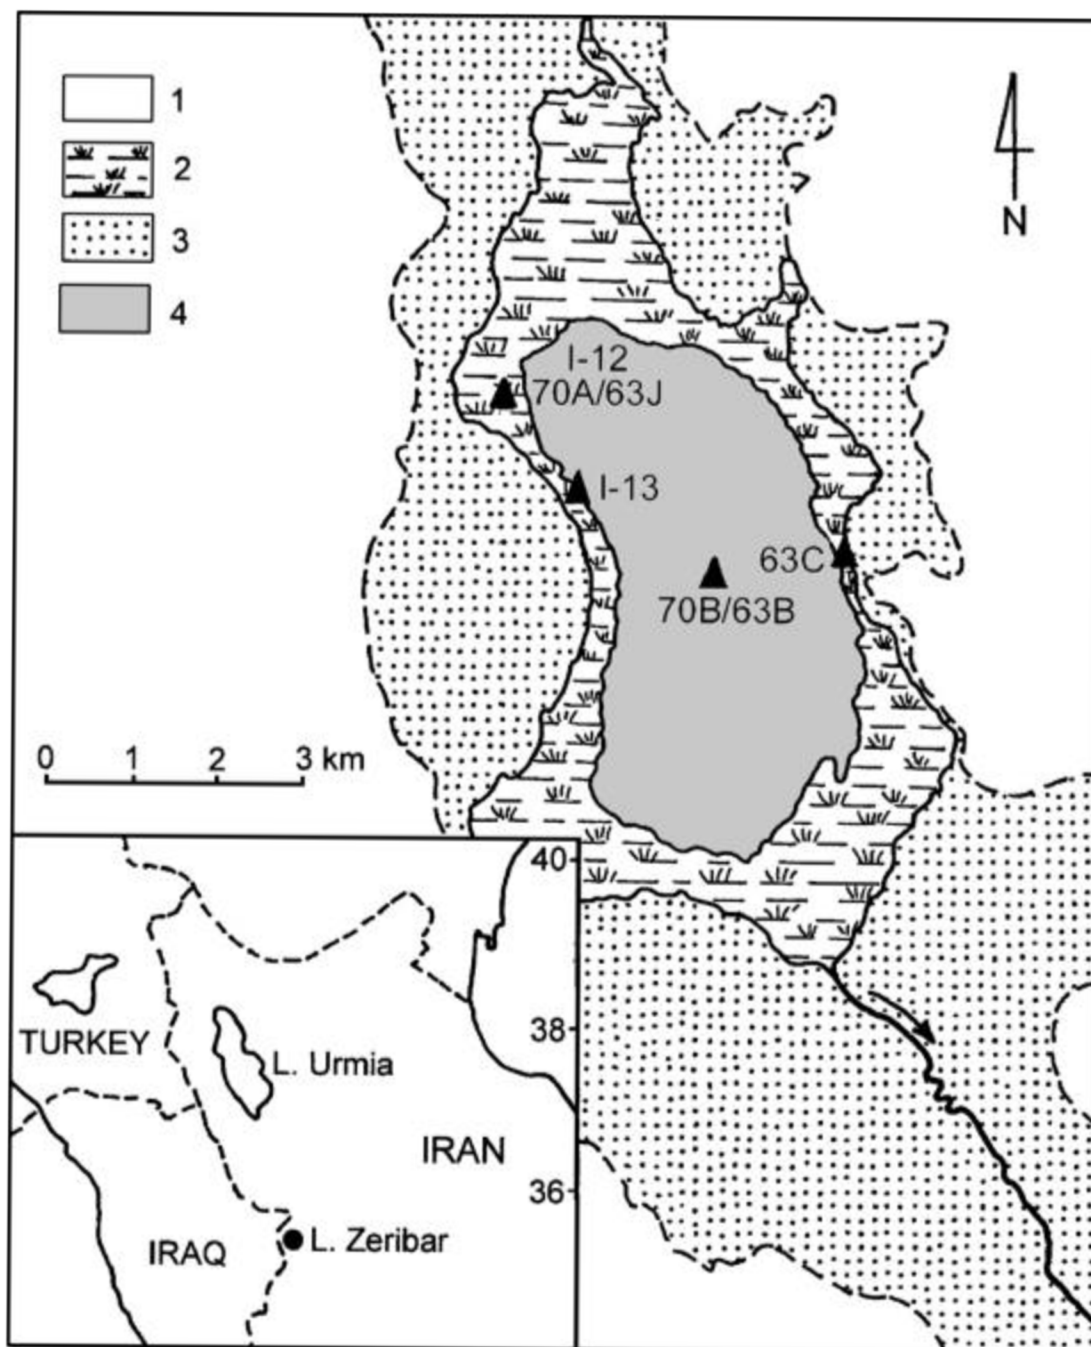 1
2
3
4
N
I-12
70A/63J
I-13
63C
70B/63B
0 1 2 3 km
40
38
36
TURKEY
L. Urmia
IRAN
IRAQ
L. Zeribar